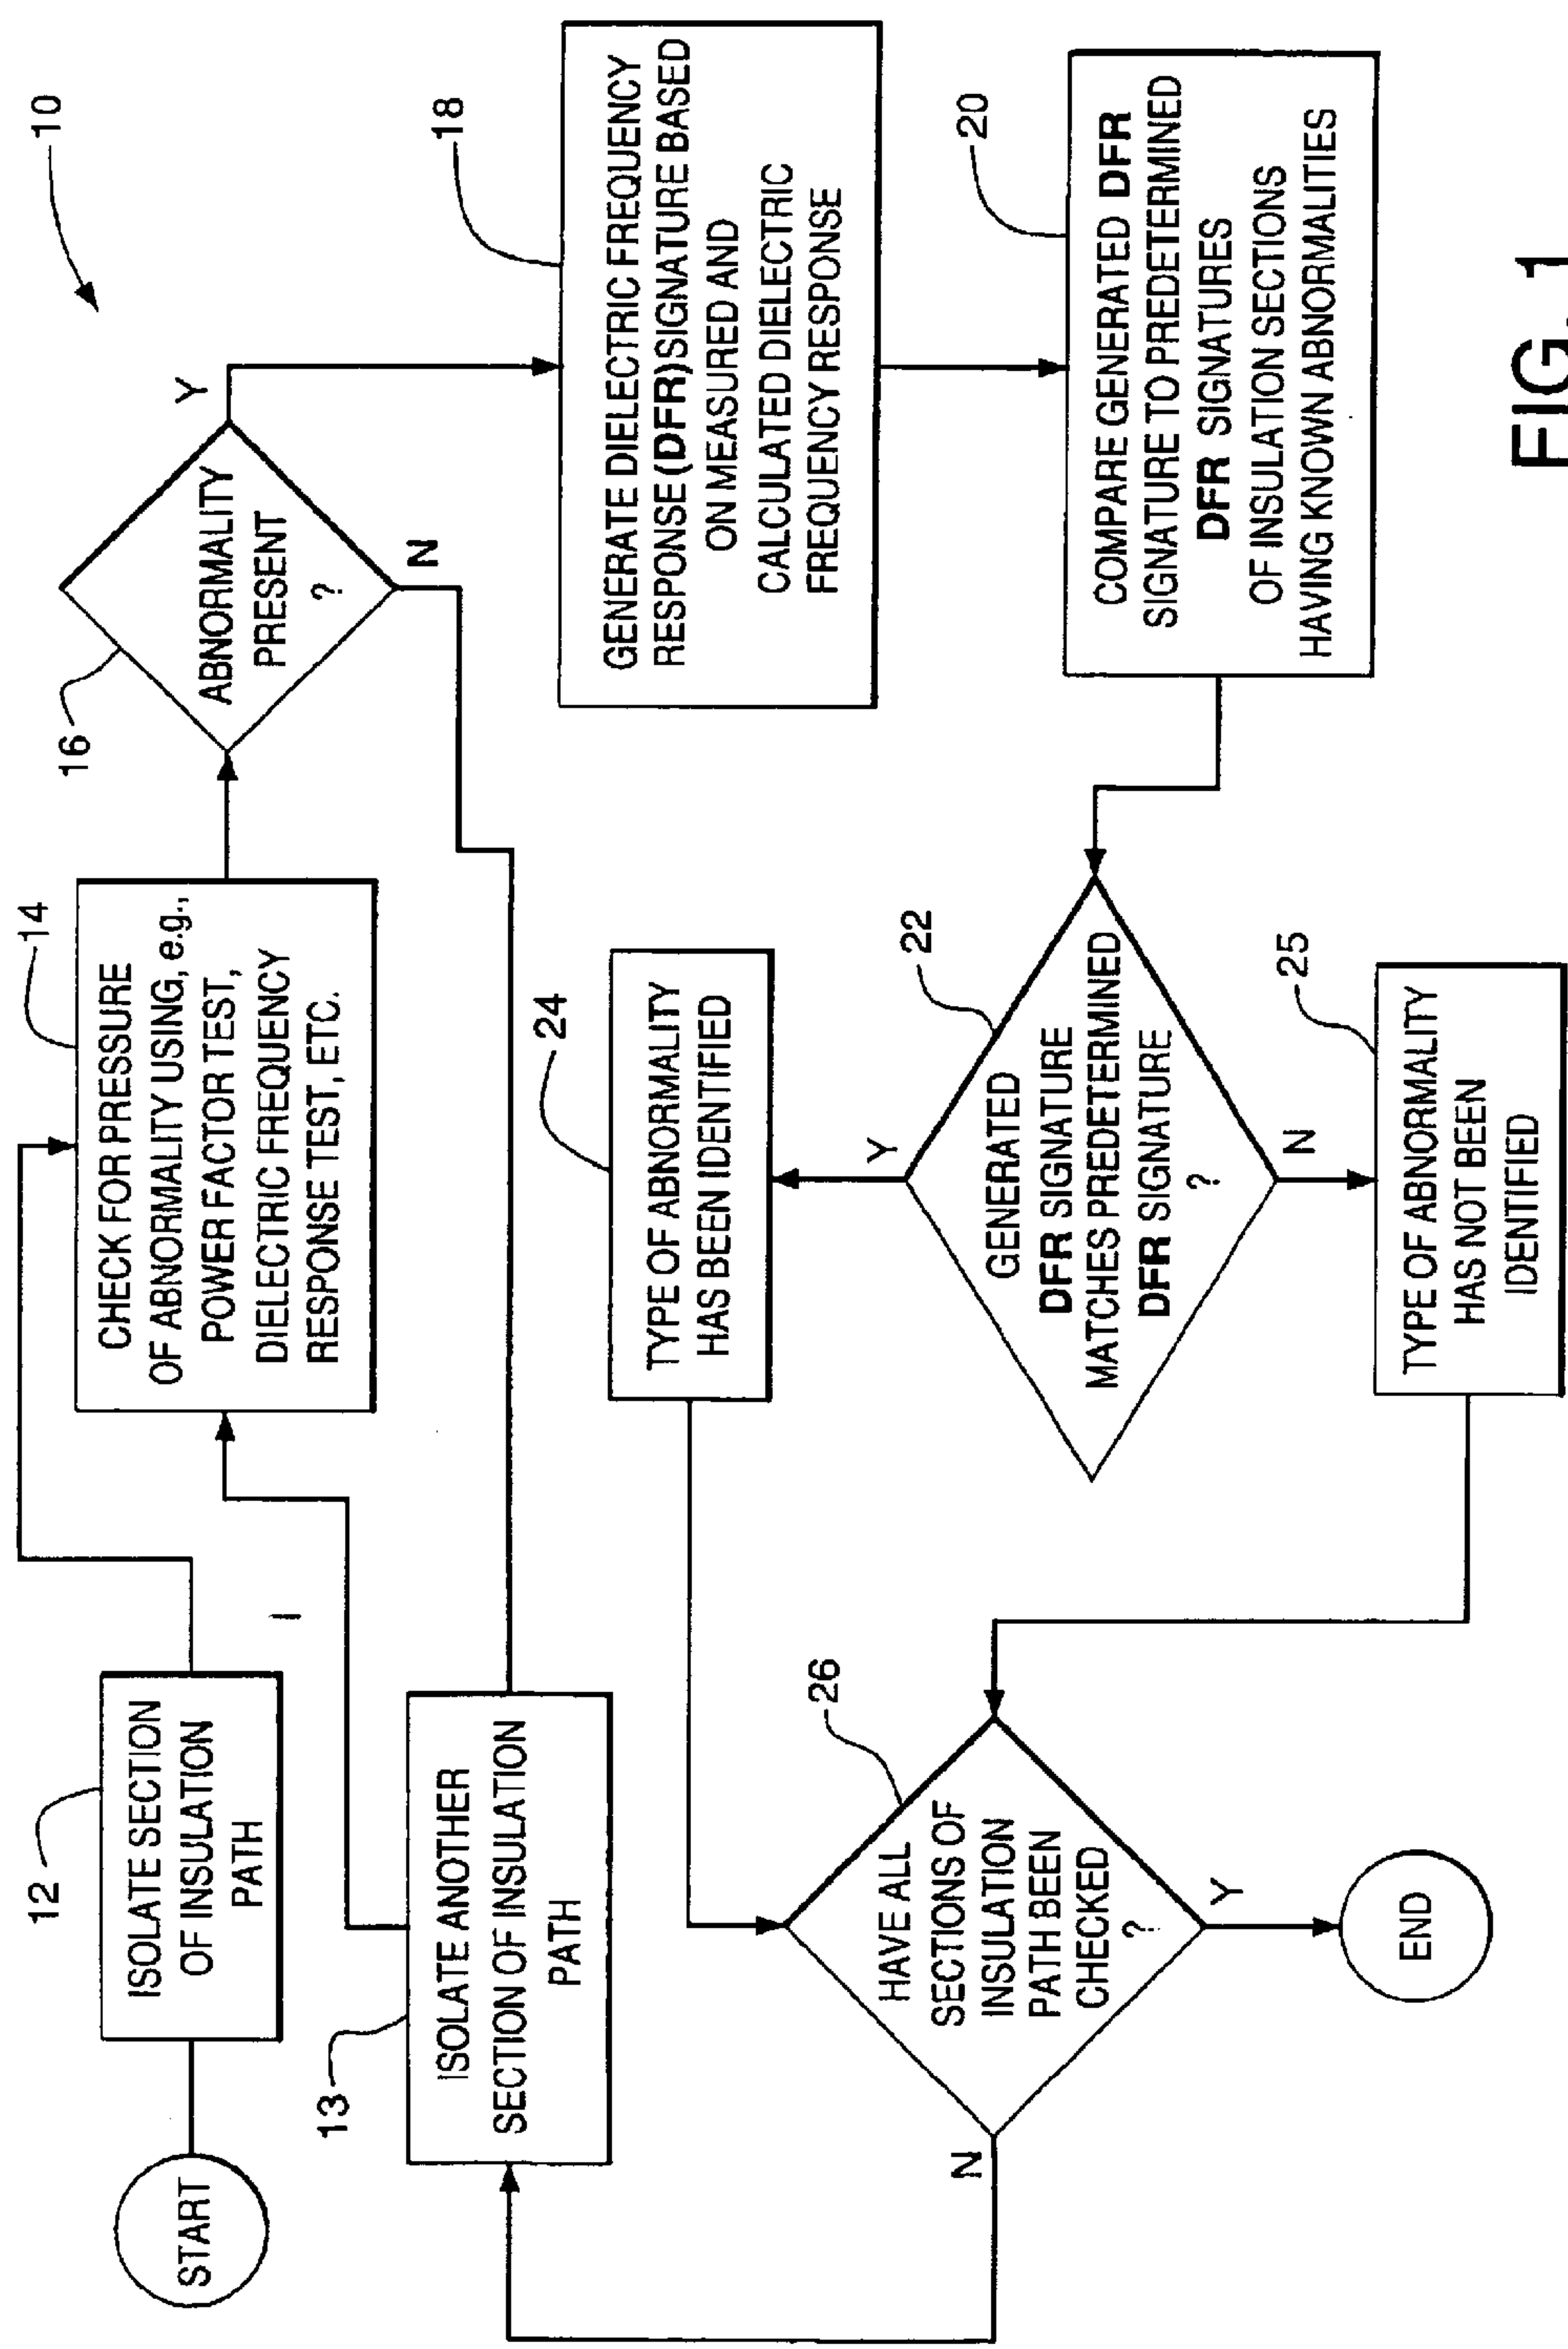 10
START
12
ISOLATE SECTION
OF INSULATION
PATH
14
CHECK FOR PRESSURE
OF ABNORMALITY USING, e.g.,
POWER FACTOR TEST,
DIELECTRIC FREQUENCY
RESPONSE TEST, ETC.
16
ABNORMALITY
PRESENT
?
Y
N
13
ISOLATE ANOTHER
SECTION OF INSULATION
PATH
18
GENERATE DIELECTRIC FREQUENCY
RESPONSE (DFR) SIGNATURE BASED
ON MEASURED AND
CALCULATED DIELECTRIC
FREQUENCY RESPONSE
20
COMPARE GENERATED DFR
SIGNATURE TO PREDETERMINED
DFR SIGNATURES
OF INSULATION SECTIONS
HAVING KNOWN ABNORMALITIES
22
GENERATED
DFR SIGNATURE
MATCHES PREDETERMINED
DFR SIGNATURE
?
Y
N
24
TYPE OF ABNORMALITY
HAS BEEN IDENTIFIED
25
TYPE OF ABNORMALITY
HAS NOT BEEN
IDENTIFIED
26
HAVE ALL
SECTIONS OF
INSULATION
PATH BEEN
CHECKED
?
N
Y
END
FIG. 1